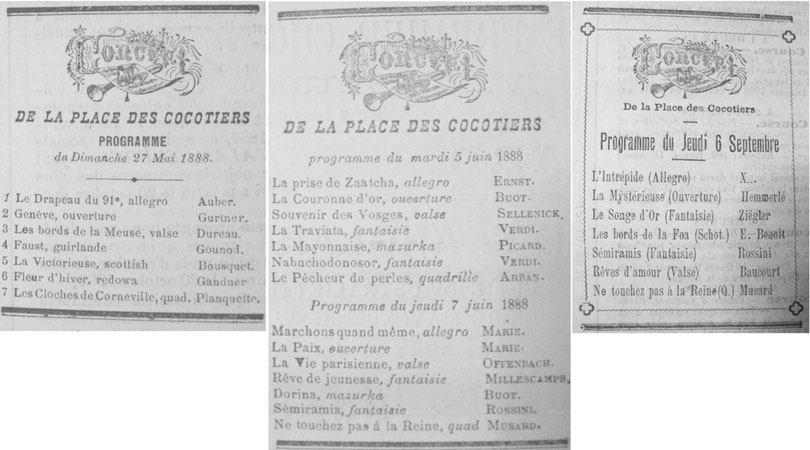 CONCERT
DE LA PLACE DES COCOTIERS
PROGRAMME
du Dimanche 27 Mai 1888.
1 Le Drapeau du 91e, allegro Auber.
2 Genêve, ouverture Gurtner.
3 Les bords de la Meuse, valse Dureau.
4 Faust, guirlande Gounod.
5 La Victorieuse, scottish Bousquet.
6 Fleur d'hiver, redowa Gandner
7 Les Cloches de Corneville, quad. Planquette.
CONCERT
DE LA PLACE DES COCOTIERS
programme du mardi 5 juin 1888
La prise de Zaatcha, allegro ERNST.
La Couronne d'or, ouverture BUOT.
Souvenir des Vosges, valse SELLENICK.
La Traviata, fantaisie VERDI.
La Mayonnaise, mazurka PICARD.
Nabuchodonosor, fantaisie VERDI.
Le Pêcheur de perles, quadrille ARBAN.
Programme du jeudi 7 juin 1888
Marchons quand même, allegro MARIE.
La Paix, ouverture MARIE.
La Vie parisienne, valse OFFENBACH.
Rêve de jeunesse, fantaisie MILLESCAMPS.
Dorina, mazurka BUOT.
Sémiramis, fantaisie ROSSINI.
Ne touchez pas à la Reine, quad MUSARD.
CONCERT
De la Place des Cocotiers
Programme du Jeudi 6 Septembre
L'Intrépide (Allegro) X...
La Mystérieuse (Ouverture) Hemmerlé
Le Songe d'Or (Fantaisie) Ziégler
Les bords de la Foa (Schot.) E. Benoit
Sémiramis (Fantaisie) Rossini
Rêves d'amour (Valse) Baucourt
Ne touchez pas à la Reine (Q.) Musard